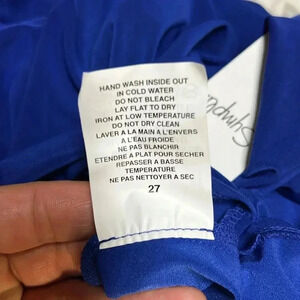 HAND WASH INSIDE OUT
IN COLD WATER
DO NOT BLEACH
LAY FLAT TO DRY
IRON AT LOW TEMPERATURE
DO NOT DRY CLEAN
LAVER A LA MAIN A L'ENVERS
A L'EAU FROIDE
NE PAS BLANCHIR
ETENDRE A PLAT POUR SECHER
REPASSER A BASSE
TEMPERATURE
NE PAS NETTOYER A SEC
27